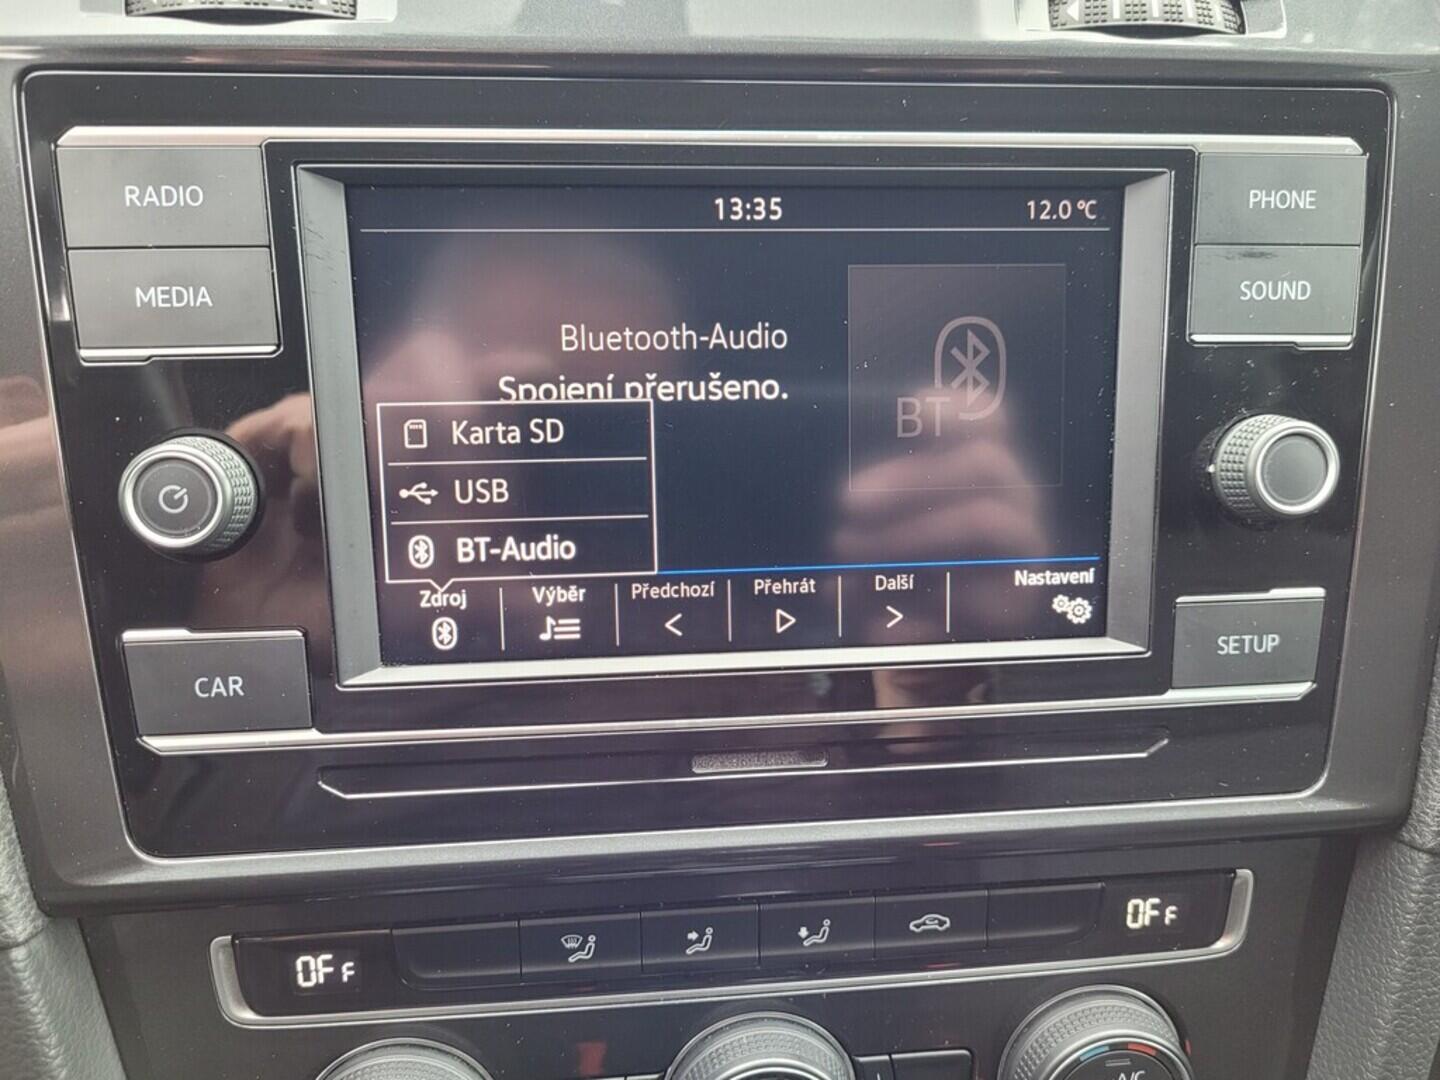 RADIO
MEDIA
CAR
13:35
12.0 °C
Bluetooth-Audio
Spojení přerušeno.
BT
Karta SD
USB
BT-Audio
Zdroj
Výběr
Předchozí
Přehrát
Další
Nastavení
PHONE
SOUND
SETUP
OFF
OFF
A/C